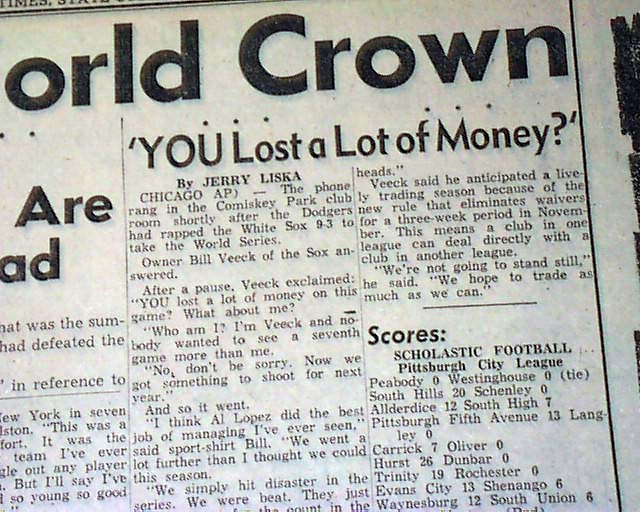 TIMES, STATE
orld Crown
Are
ad
hat was the sum-
had defeated the
" in reference to
New York in seven
lston. "This was a
fort. It was the
team I've ever
gle out any player
. But I'll say I've
so young so good
'YOU Lost a Lot of Money?'
By JERRY LISKA
CHICAGO AP) — The phone
rang in the Comiskey Park club
room shortly after the Dodgers
had rapped the White Sox 9-3 to
take the World Series.
Owner Bill Veeck of the Sox an-
swered.
After a pause, Veeck exclaimed:
"YOU lost a lot of money on this
game? What about me?
"Who am I? I'm Veeck and no-
body wanted to see a seventh
game more than me.
"No, don't be sorry. Now we
got something to shoot for next
year."
And so it went.
"I think Al Lopez did the best
job of managing I've ever seen,"
said sport-shirt Bill. "We went a
lot further than I thought we could
this season.
"We simply hit disaster in the
series. We were beat. They just
the count in the
heads."
Veeck said he anticipated a live-
ly trading season because of the
new rule that eliminates waivers
for a three-week period in Novem-
ber. This means a club in one
league can deal directly with a
club in another league.
"We're not going to stand still,"
he said. "We hope to trade as
much as we can."
Scores:
SCHOLASTIC FOOTBALL
Pittsburgh City League
Peabody 0 Westinghouse 0 (tie)
South Hills 20 Schenley 0
Allderdice 12 South High 7
Pittsburgh Fifth Avenue 13 Lang-
ley 0
Carrick 7 Oliver 0
Hurst 26 Dunbar 0
Trinity 19 Rochester 0
Evans City 13 Shenango 6
Waynesburg 12 South Union 6